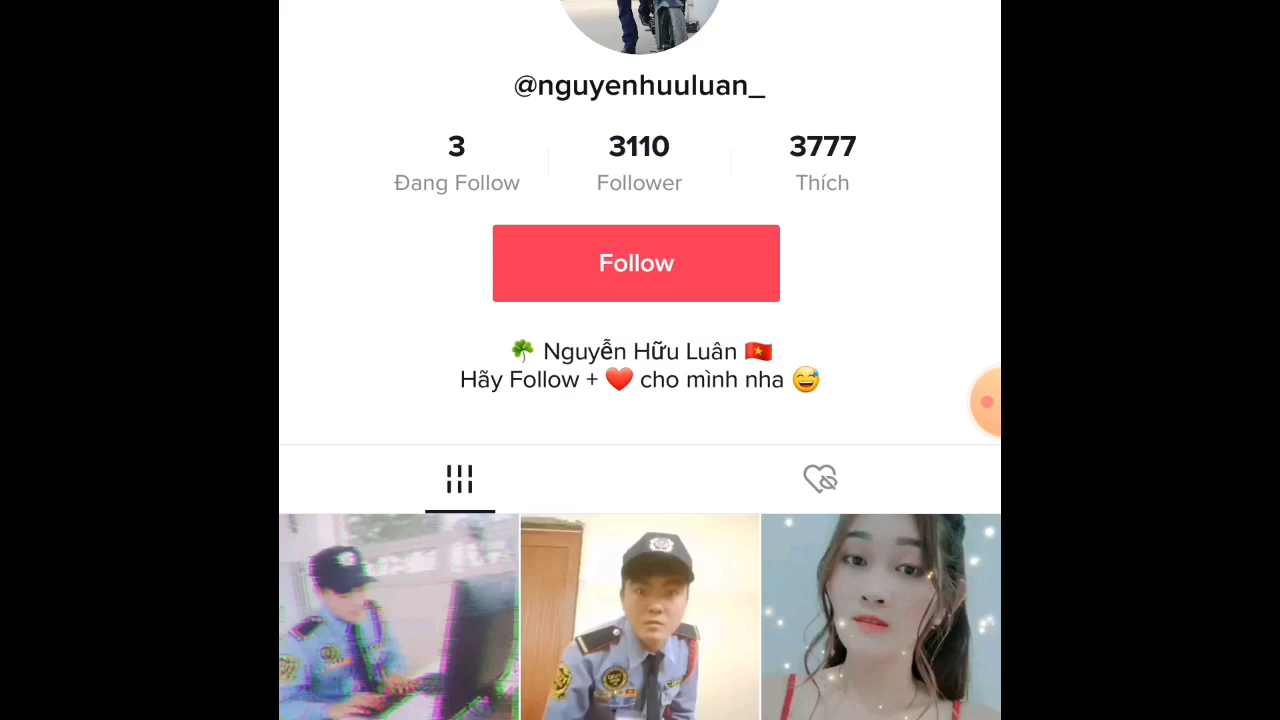 @nguyenhuuluan_
3 3110 3777
Đang Follow Follower Thích
Follow
☘️ Nguyễn Hữu Luân 🇻🇳
Hãy Follow + ❤️ cho mình nha 😅